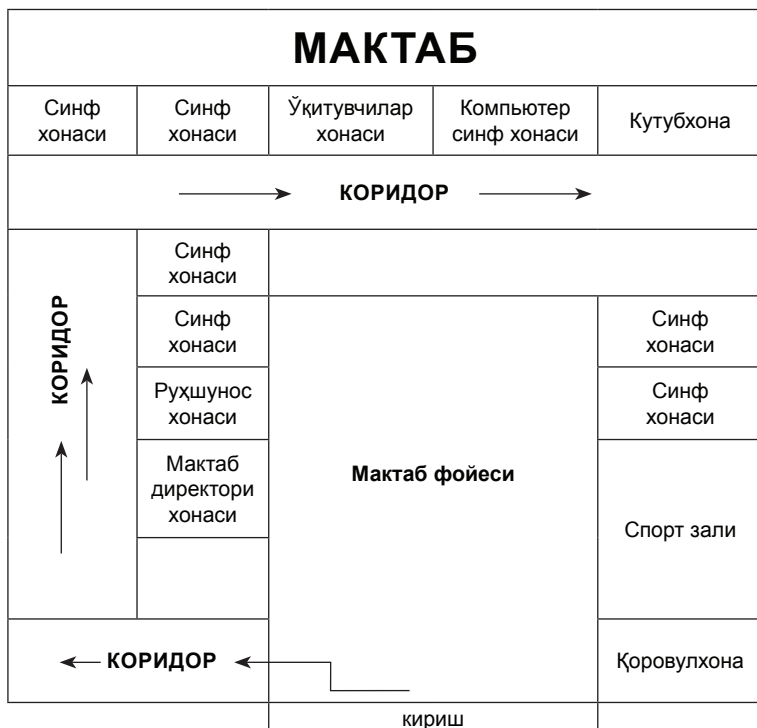 МАКТАБ
Синф
хонаси
Синф
хонаси
Ўқитувчилар
хонаси
Компьютер
синф хонаси
Кутубхона
КОРИДОР
КОРИДОР
Синф
хонаси
Синф
хонаси
Руҳшунос
хонаси
Мактаб
директори
хонаси
Мактаб фойеси
Синф
хонаси
Синф
хонаси
Спорт зали
КОРИДОР
Қоровулхона
кириш